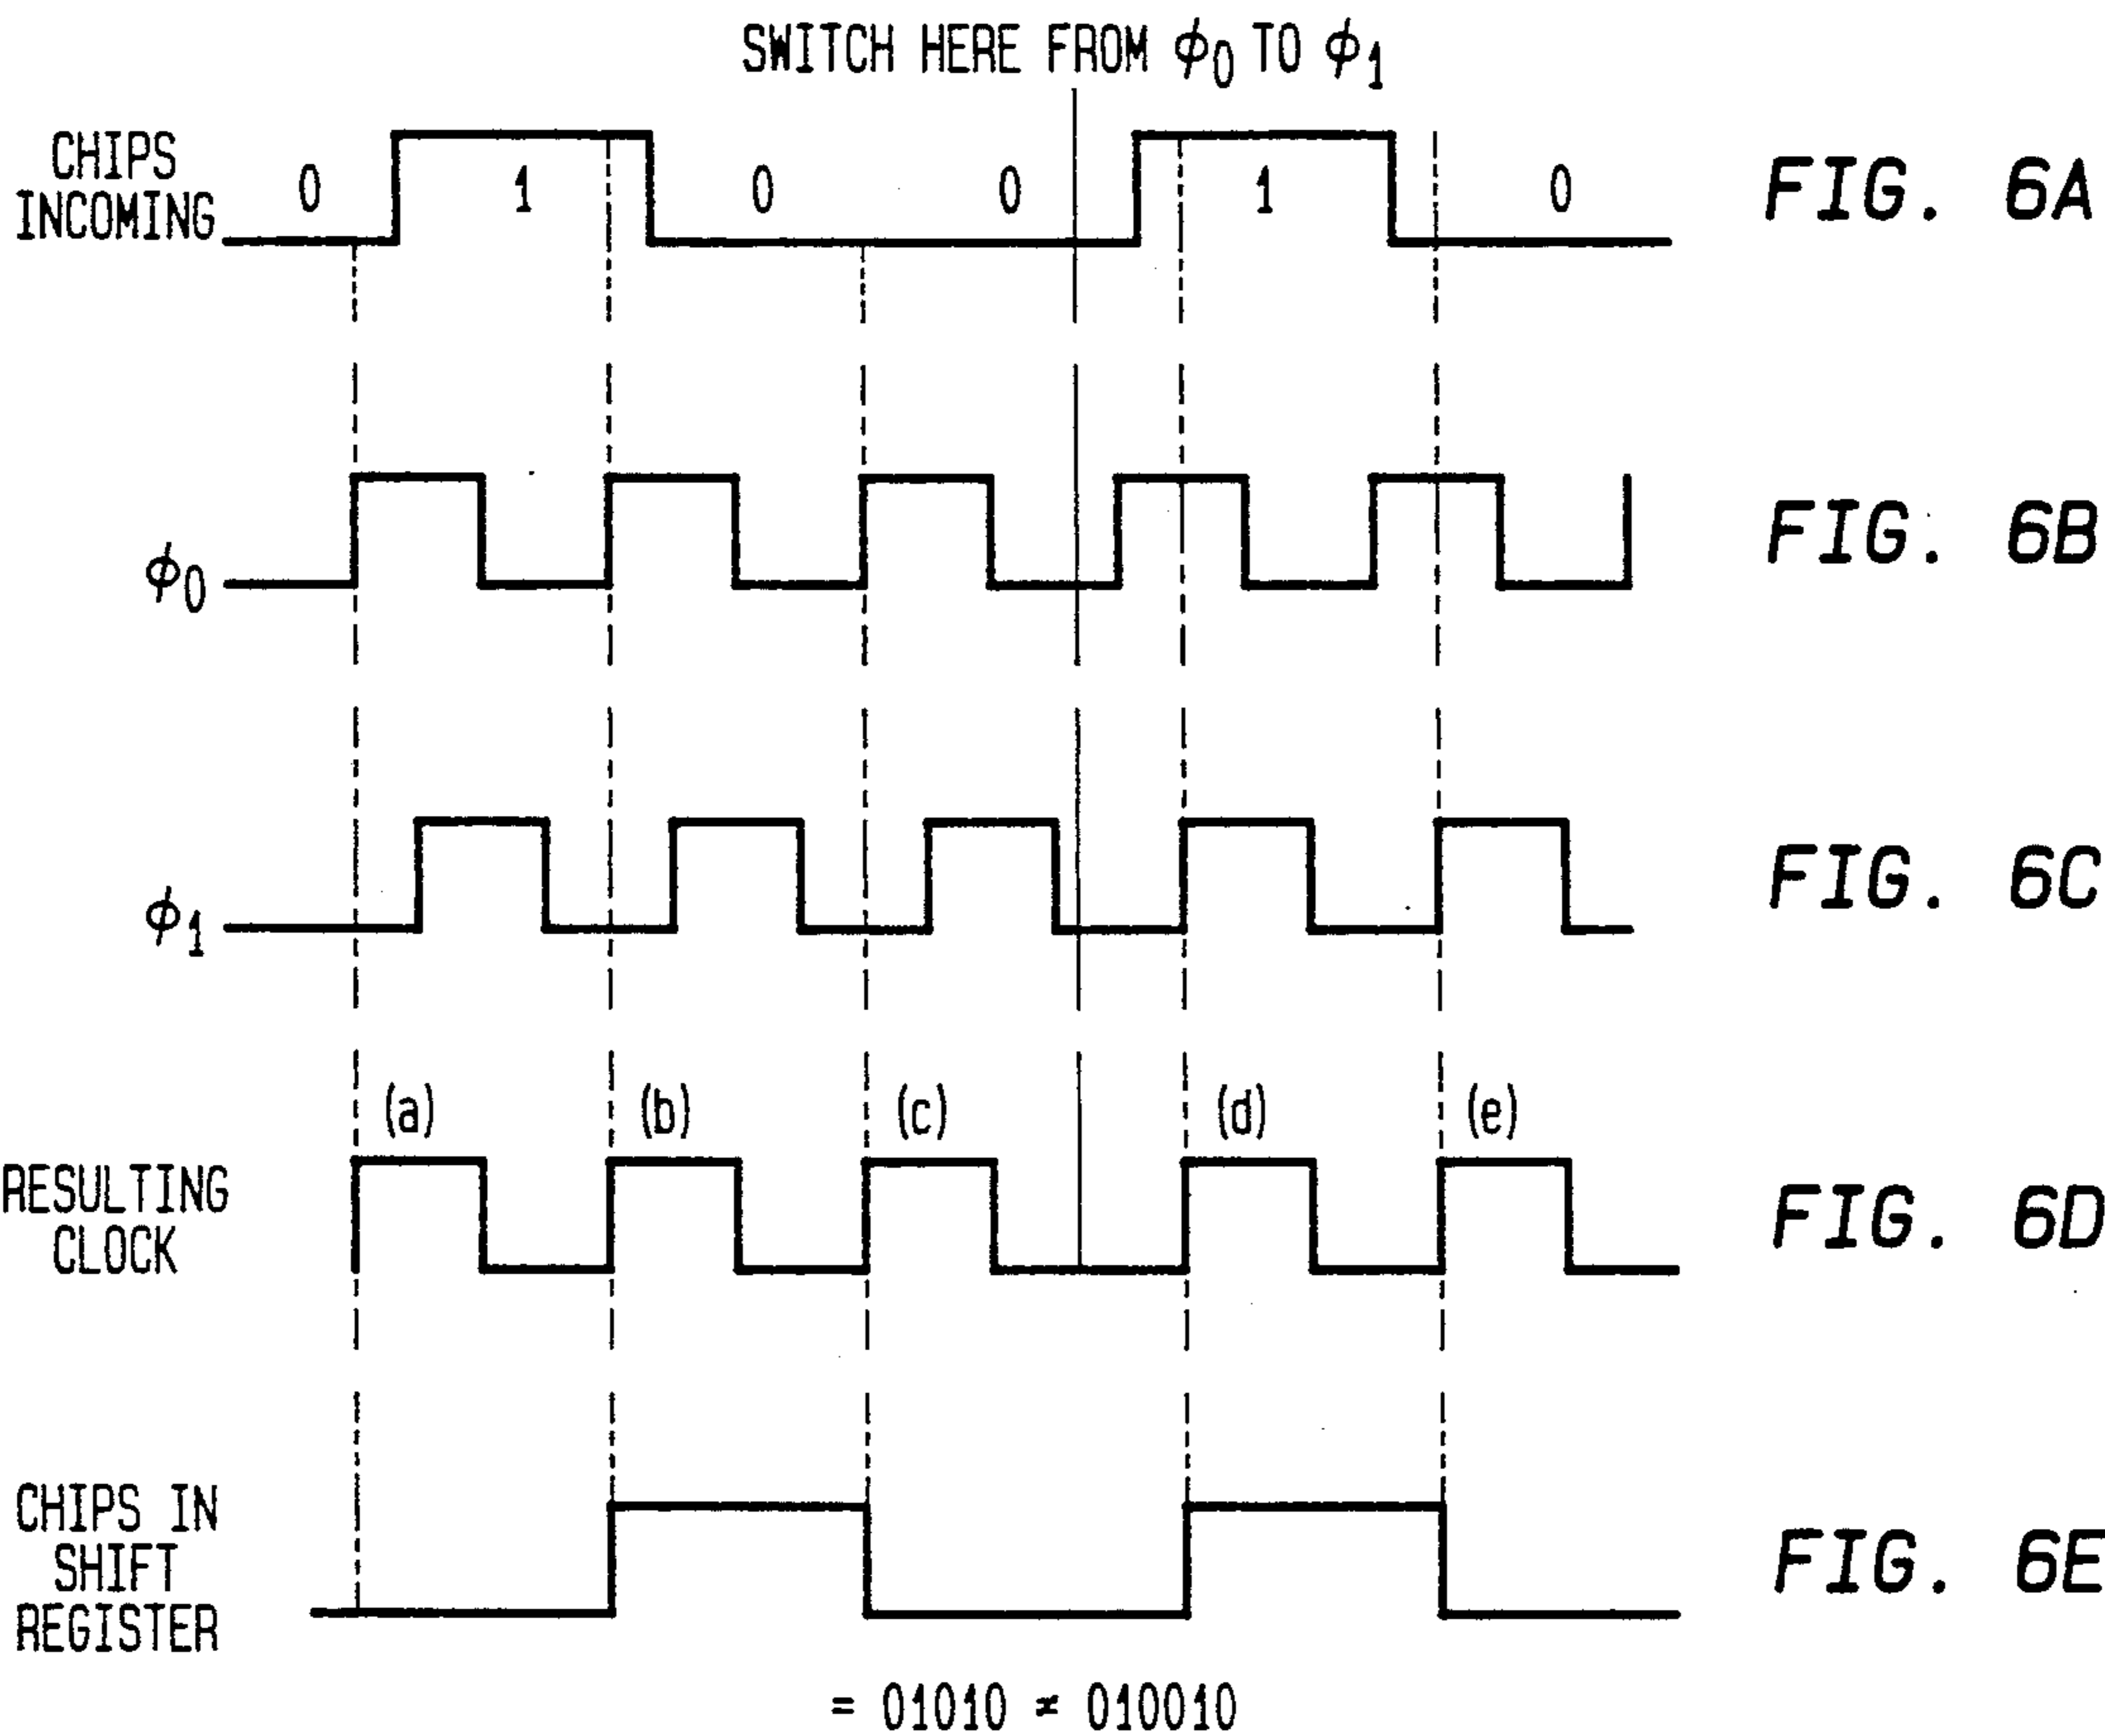 SWITCH HERE FROM ϕ0 TO ϕ1
CHIPS
INCOMING
0 1 0 0 1 0
FIG. 6A
ϕ0
FIG. 6B
ϕ1
FIG. 6C
(a) (b) (c) (d) (e)
RESULTING
CLOCK
FIG. 6D
CHIPS IN
SHIFT
REGISTER
FIG. 6E
= 01010 ≠ 010010